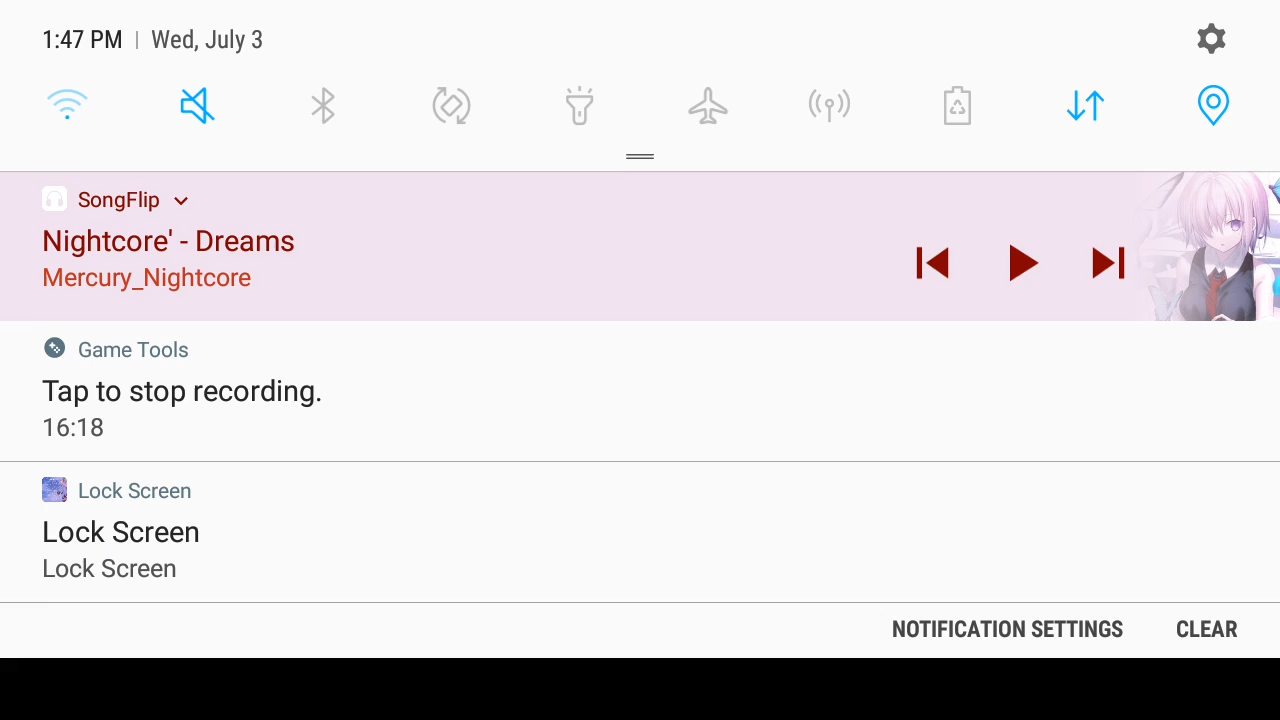 1:47 PM | Wed, July 3
SongFlip
Nightcore' - Dreams
Mercury_Nightcore
Game Tools
Tap to stop recording.
16:18
Lock Screen
Lock Screen
Lock Screen
NOTIFICATION SETTINGS CLEAR